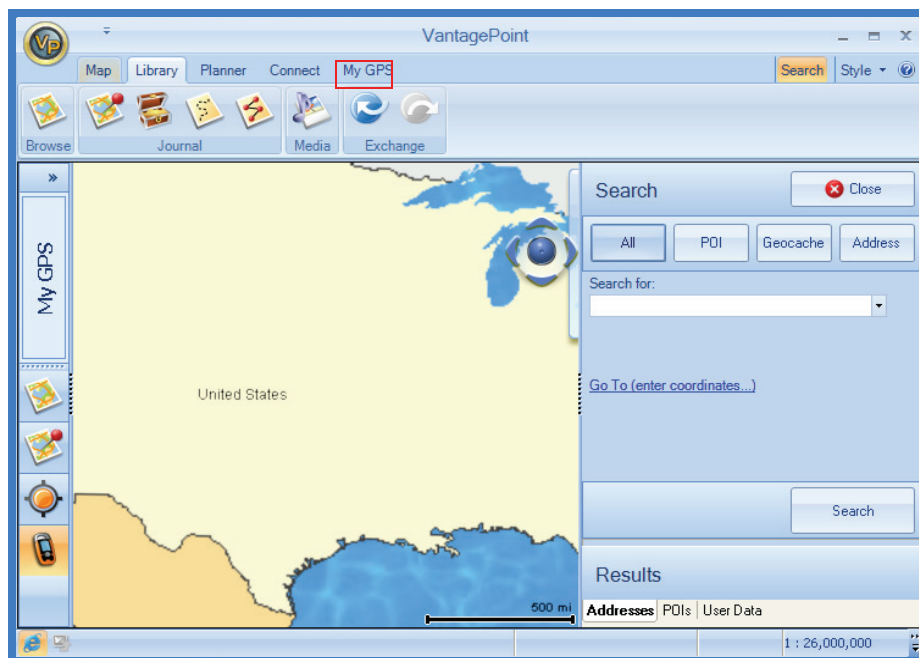 VantagePoint
VP
Map Library Planner Connect My GPS Search Style
Browse Journal Media Exchange
My GPS
United States
500 mi
Search Close
All POI Geocache Address
Search for:
Go To (enter coordinates...)
Search
Results
Addresses POIs User Data
1 : 26,000,000